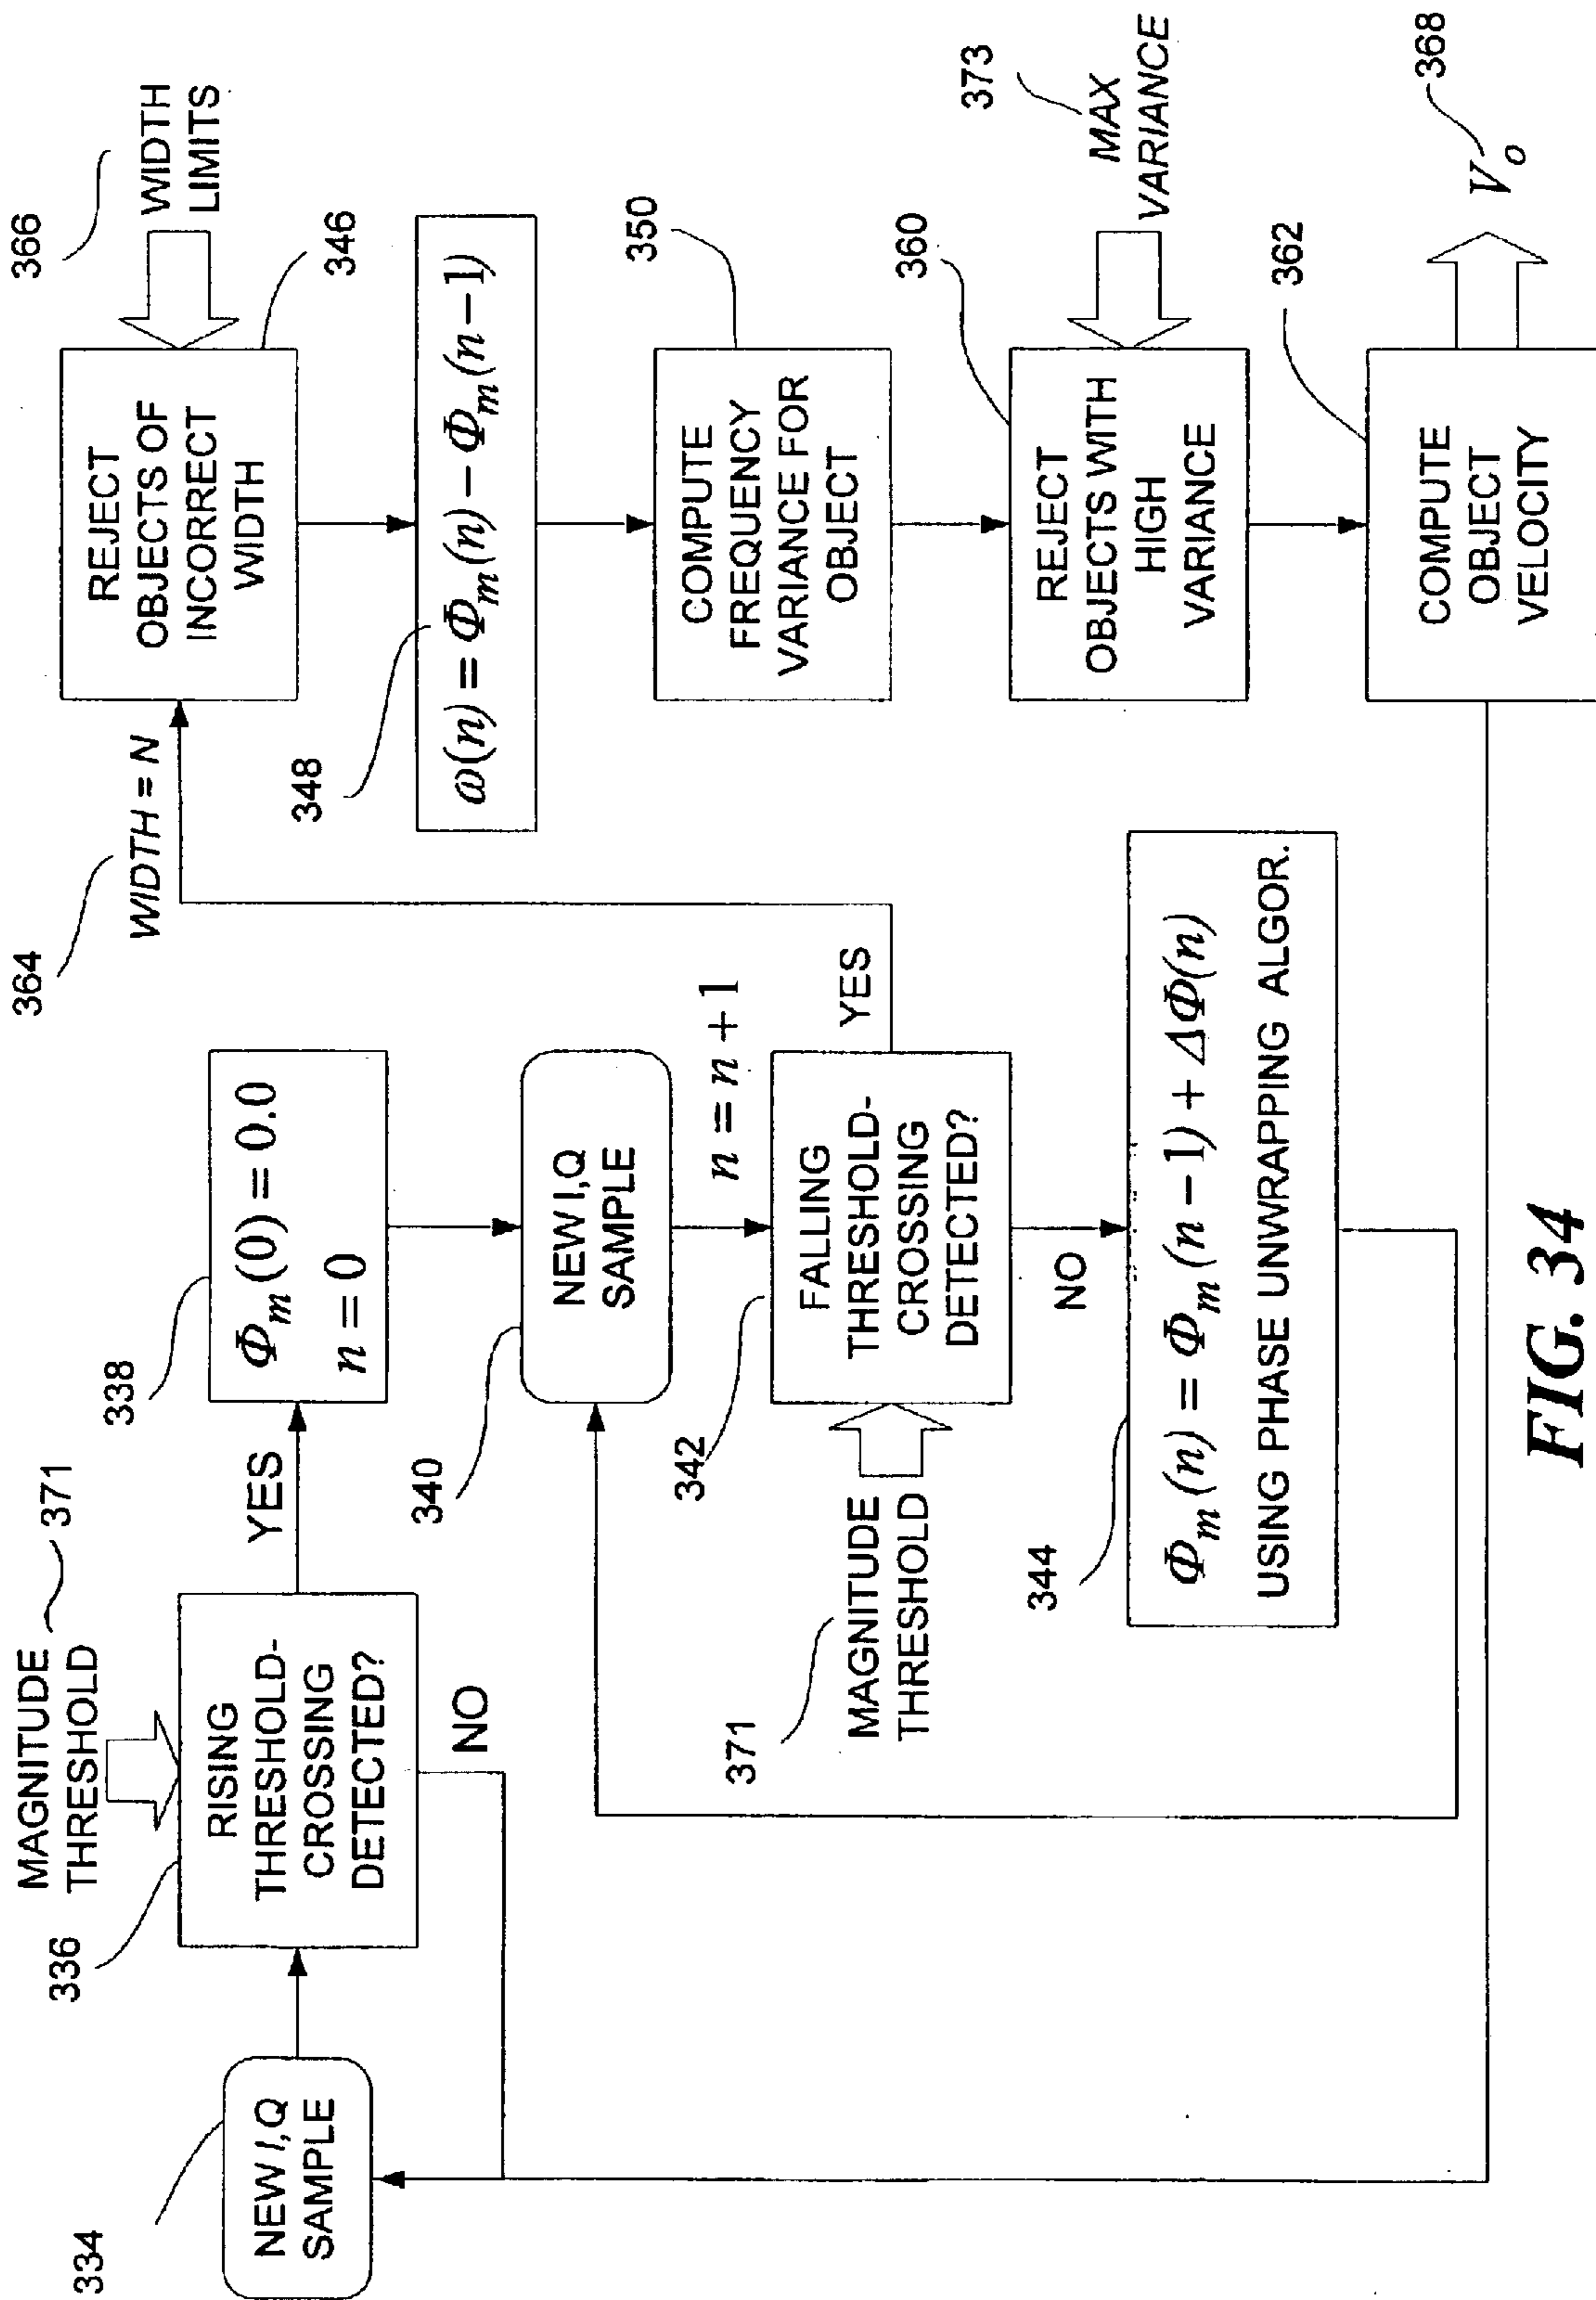 MAGNITUDE
THRESHOLD
371
336
RISING
THRESHOLD-
CROSSING
DETECTED?
YES
NO
334
NEW I,Q
SAMPLE
338
Φm(0) = 0.0
n = 0
340
NEW I,Q
SAMPLE
n = n + 1
342
FALLING
THRESHOLD-
CROSSING
DETECTED?
YES
NO
371
MAGNITUDE
THRESHOLD
344
Φm(n) = Φm(n − 1) + ΔΦ(n)
USING PHASE UNWRAPPING ALGOR.
364
WIDTH = N
366
WIDTH
LIMITS
346
REJECT
OBJECTS OF
INCORRECT
WIDTH
348
ω(n) = Φm(n) − Φm(n − 1)
350
COMPUTE
FREQUENCY
VARIANCE FOR
OBJECT
360
REJECT
OBJECTS WITH
HIGH
VARIANCE
373
MAX
VARIANCE
362
COMPUTE
OBJECT
VELOCITY
368
Vo
FIG. 34